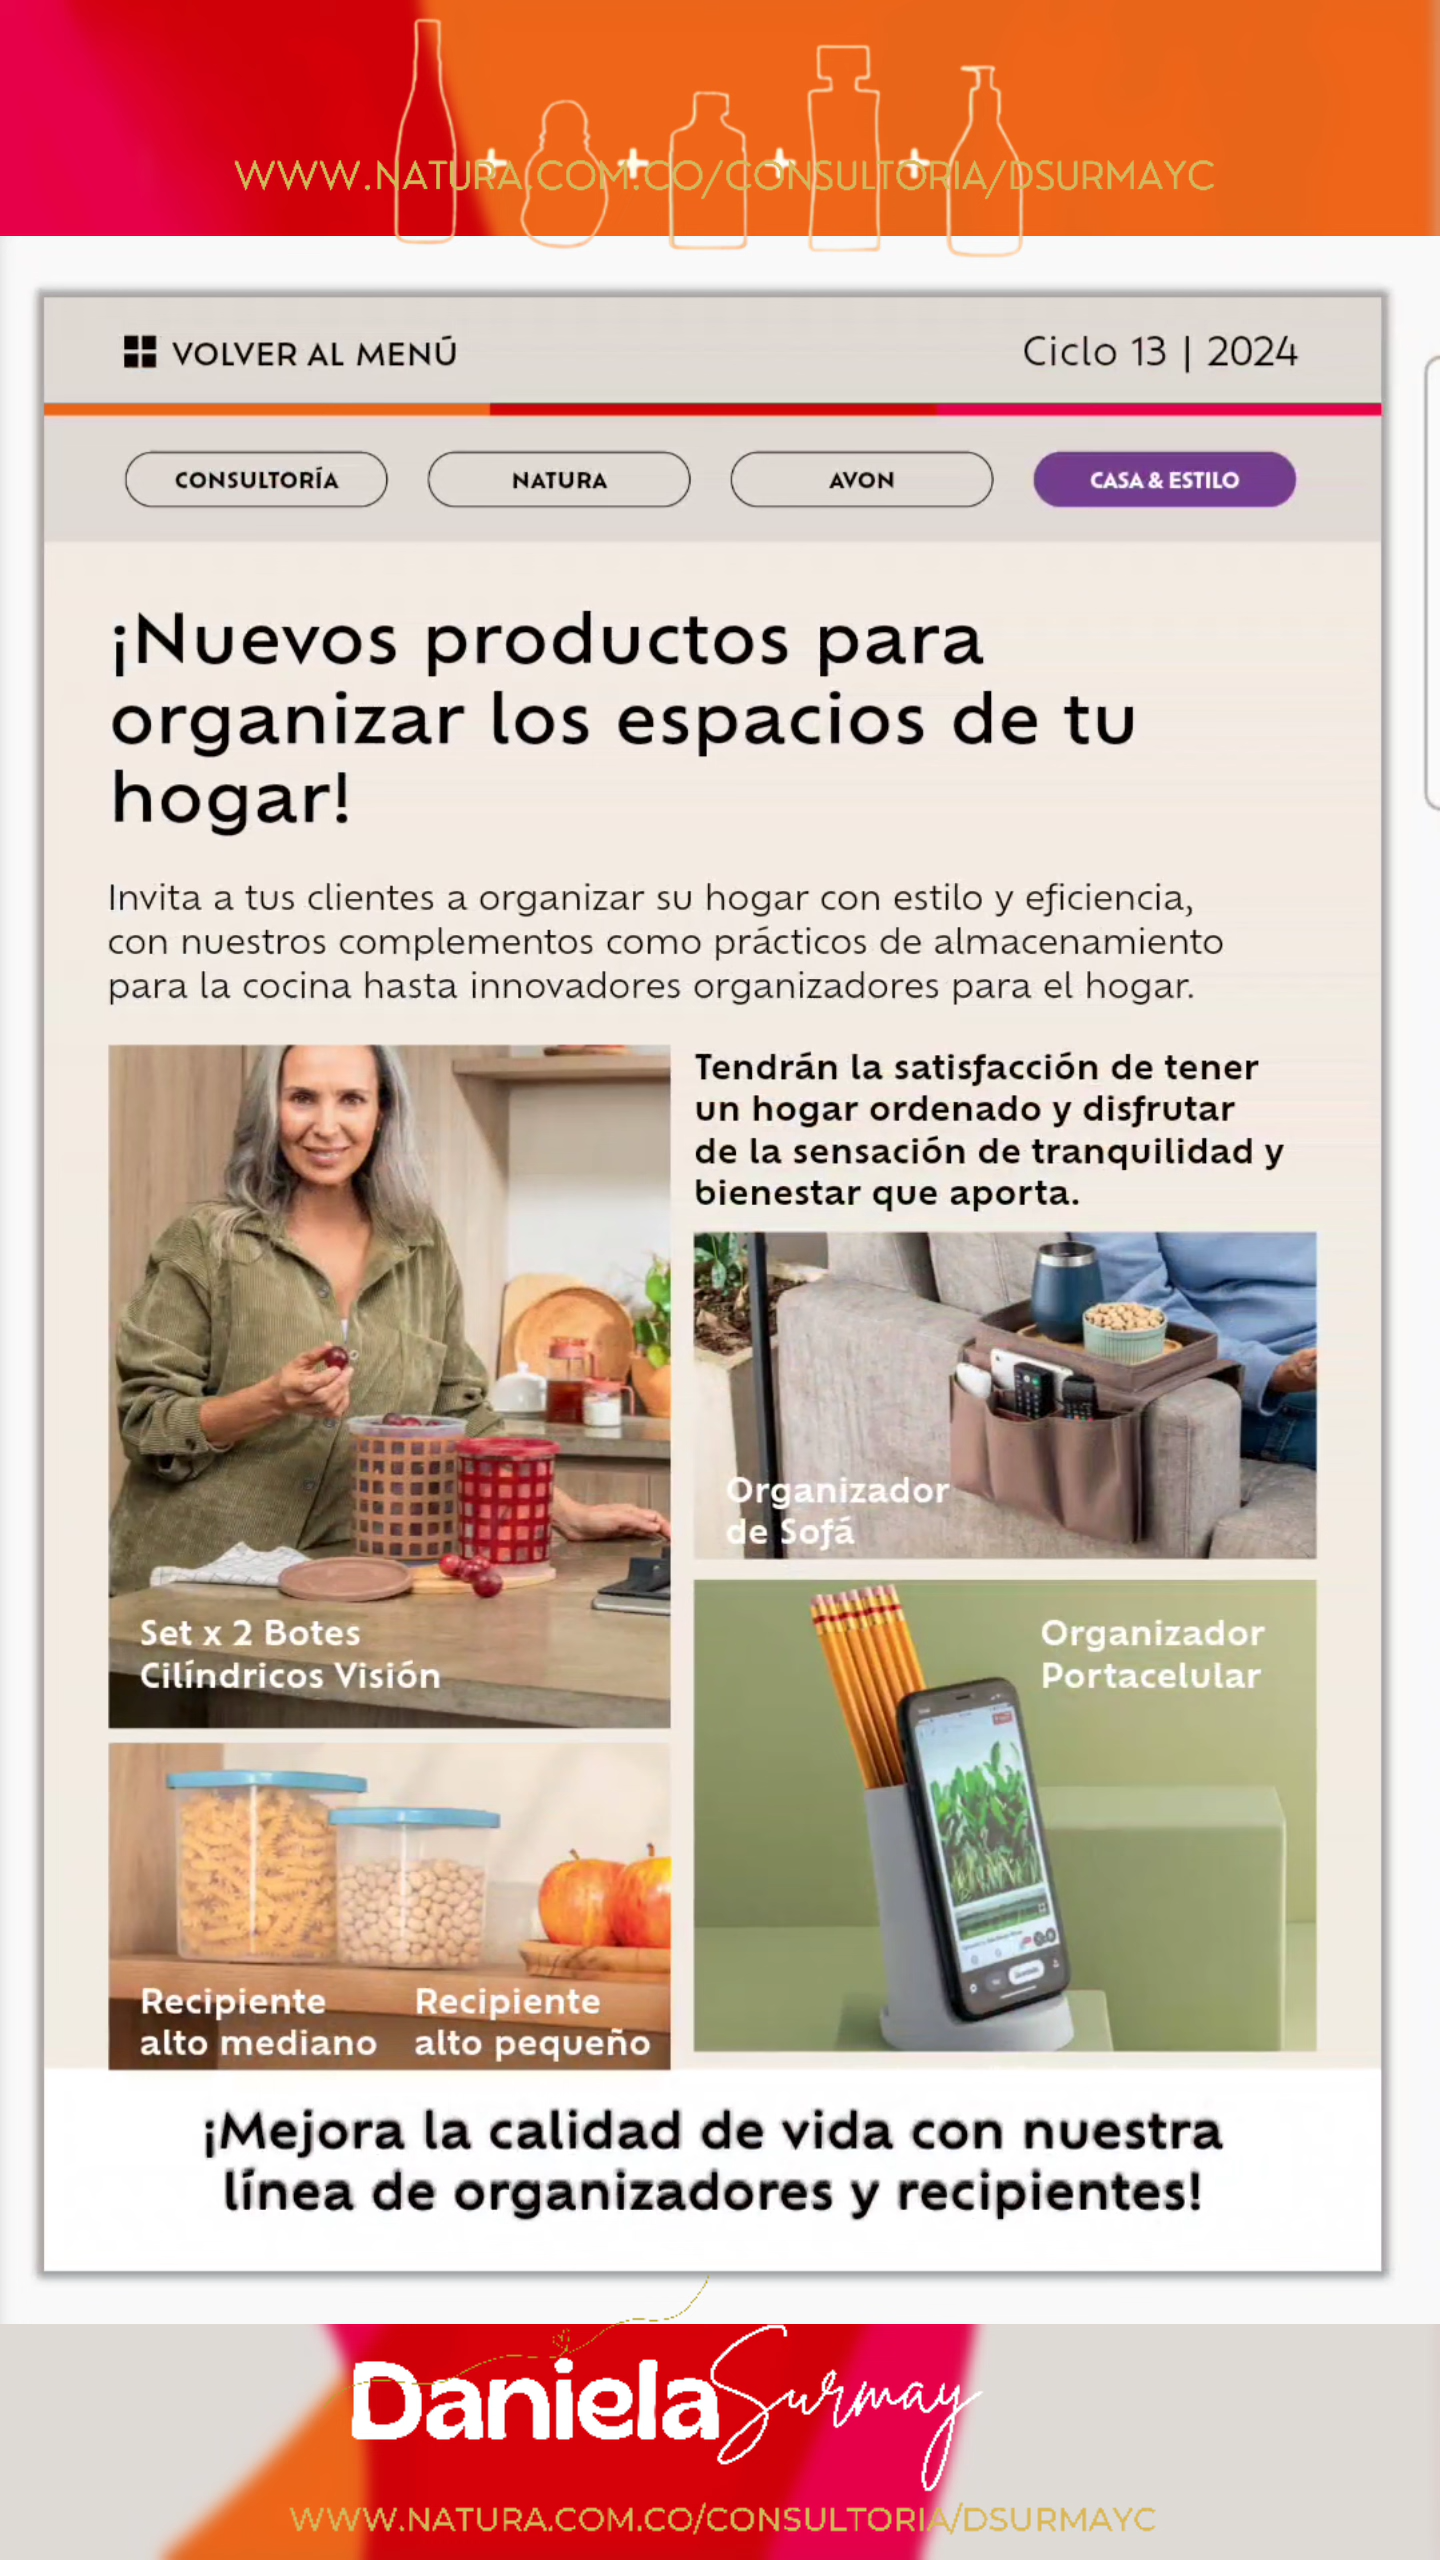 WWW.NATURA.COM.CO/CONSULTORIA/DSURMAYC
VOLVER AL MENÚ
Ciclo 13 | 2024
CONSULTORÍA
NATURA
AVON
CASA & ESTILO
¡Nuevos productos para
organizar los espacios de tu
hogar!
Invita a tus clientes a organizar su hogar con estilo y eficiencia,
con nuestros complementos como prácticos de almacenamiento
para la cocina hasta innovadores organizadores para el hogar.
Tendrán la satisfacción de tener
un hogar ordenado y disfrutar
de la sensación de tranquilidad y
bienestar que aporta.
Organizador
de Sofá
Set x 2 Botes
Cilíndricos Visión
Organizador
Portacelular
Recipiente
alto mediano
Recipiente
alto pequeño
¡Mejora la calidad de vida con nuestra
línea de organizadores y recipientes!
Daniela Surmay
WWW.NATURA.COM.CO/CONSULTORIA/DSURMAYC